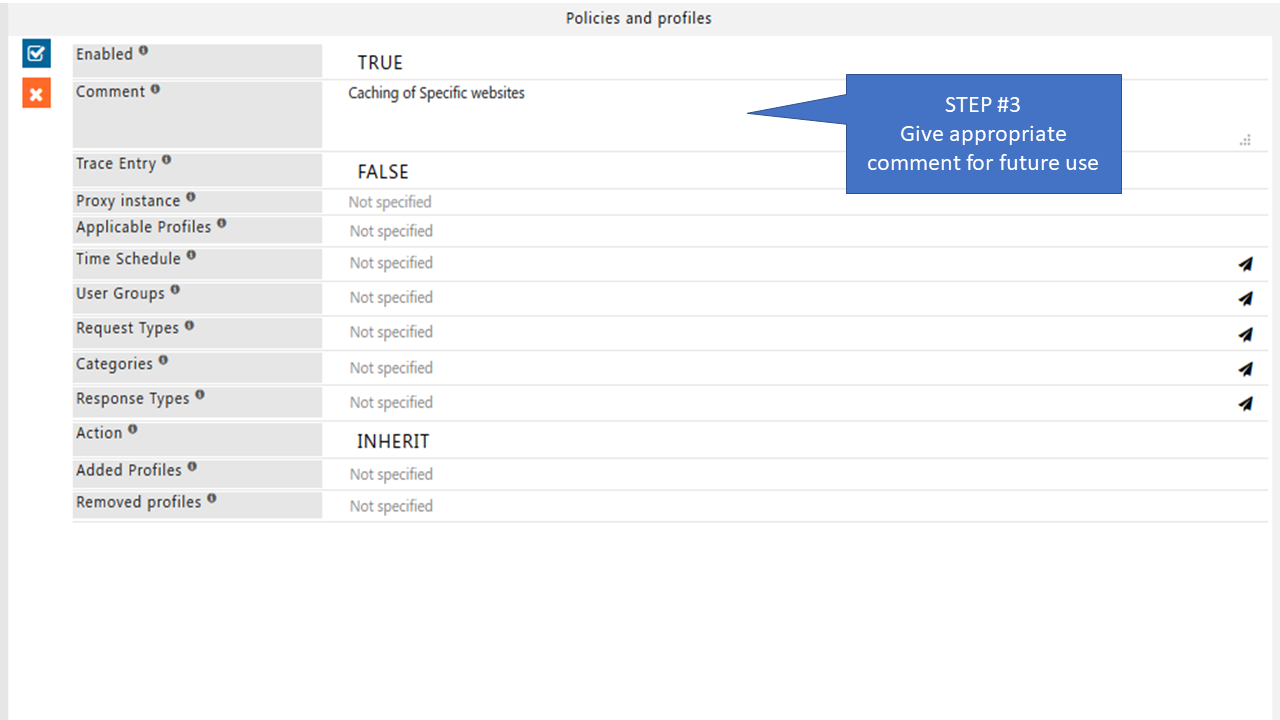 Policies and profiles
Enabled
TRUE
Comment
Caching of Specific websites
STEP #3
Give appropriate
comment for future use
Trace Entry
FALSE
Proxy instance
Not specified
Applicable Profiles
Not specified
Time Schedule
Not specified
User Groups
Not specified
Request Types
Not specified
Categories
Not specified
Response Types
Not specified
Action
INHERIT
Added Profiles
Not specified
Removed profiles
Not specified